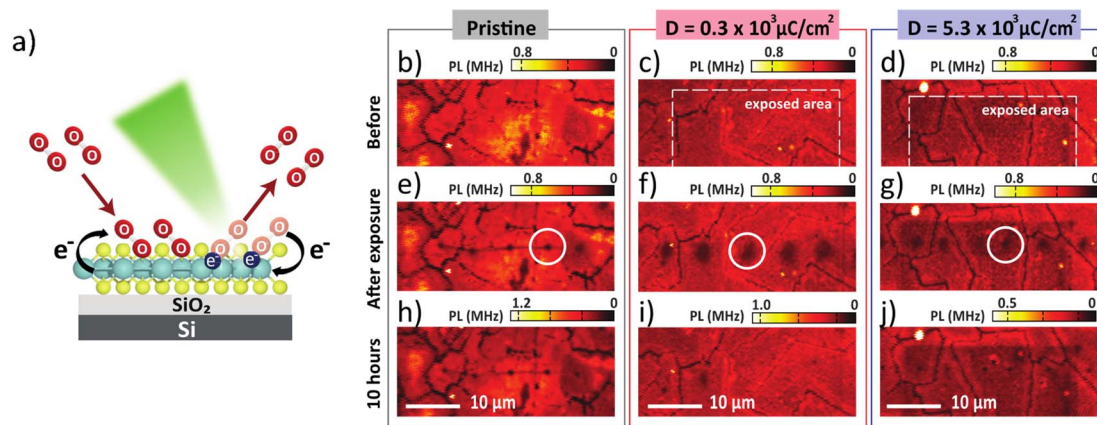 a)
O O O O
O O O O
O O O O O O
e⁻ e⁻ e⁻ e⁻
SiO₂
Si
Pristine
D = 0.3 x 10³μC/cm²
D = 5.3 x 10³μC/cm²
b) PL (MHz) 0.8 0
c) PL (MHz) 0.8 0
d) PL (MHz) 0.8 0
Before
exposed area
exposed area
e) PL (MHz) 0.8 0
f) PL (MHz) 0.8 0
g) PL (MHz) 0.8 0
After exposure
h) PL (MHz) 1.2 0
i) PL (MHz) 1.0 0
j) PL (MHz) 0.5 0
10 hours
10 μm
10 μm
10 μm